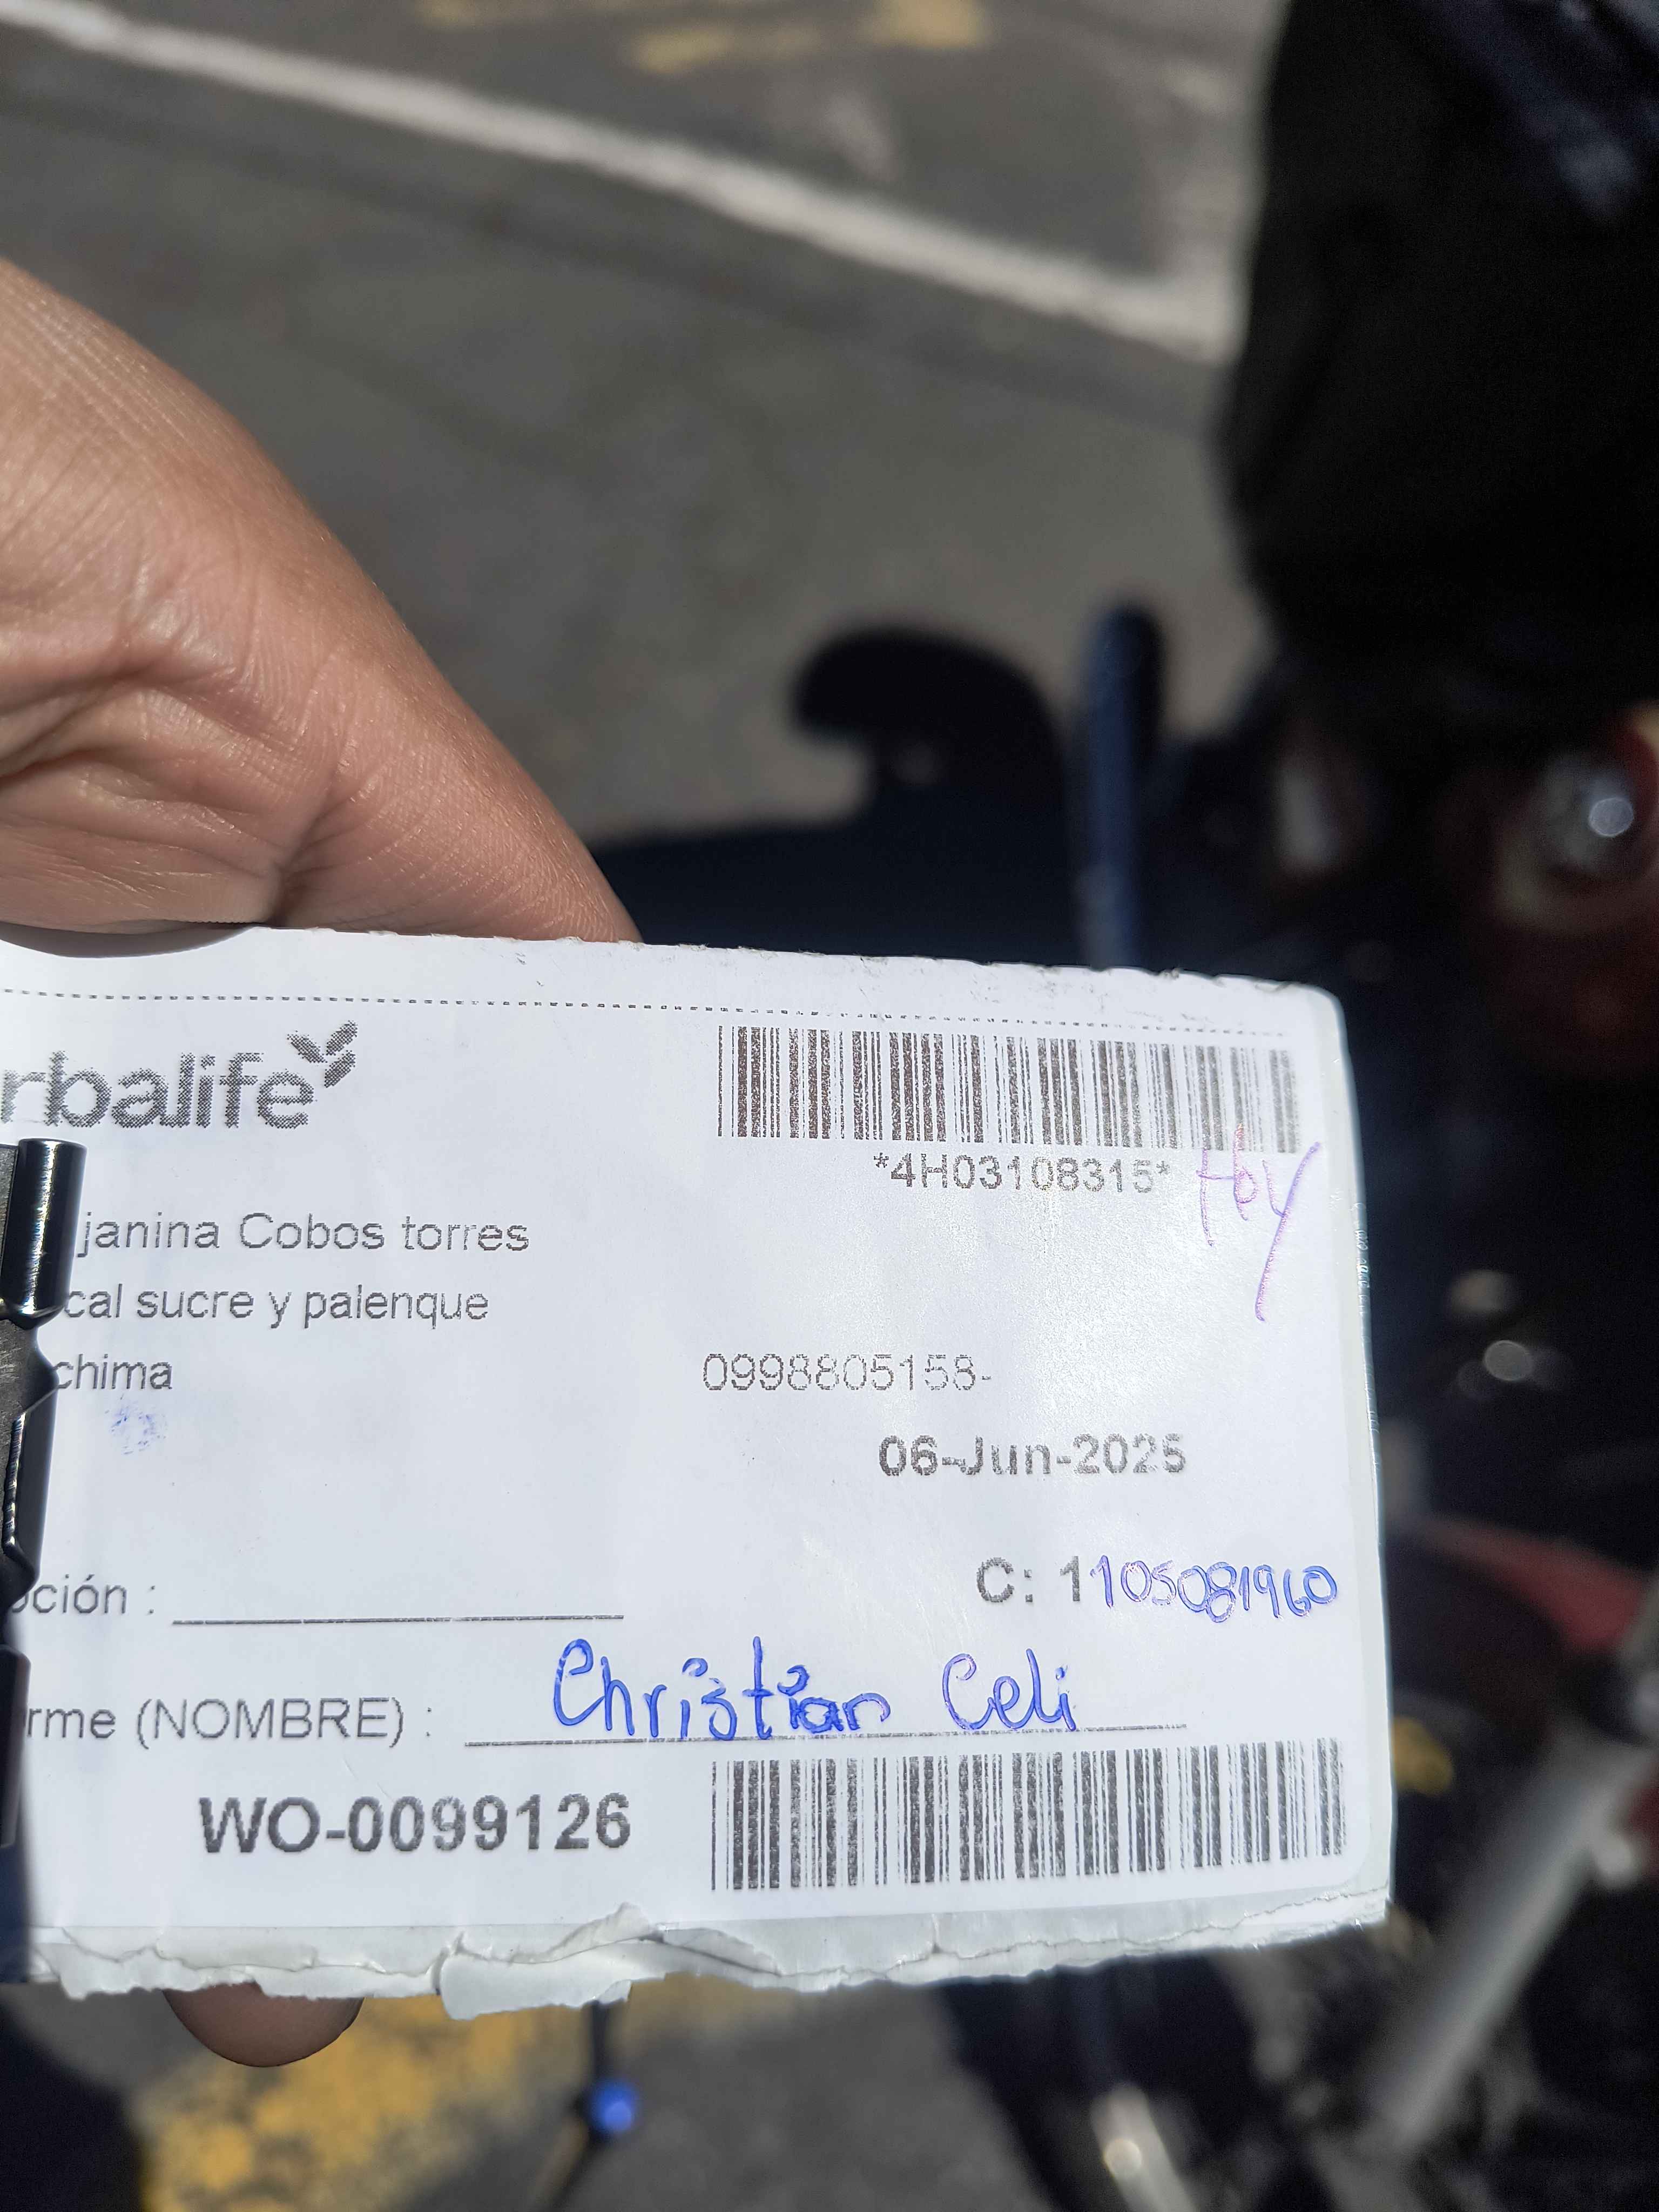 rbalife
*4H03108315*
janina Cobos torres
cal sucre y palenque
chima
0998805158-
06-Jun-2025
C: 1105081960
ción :
rme (NOMBRE) : Christian Celi
WO-0099126